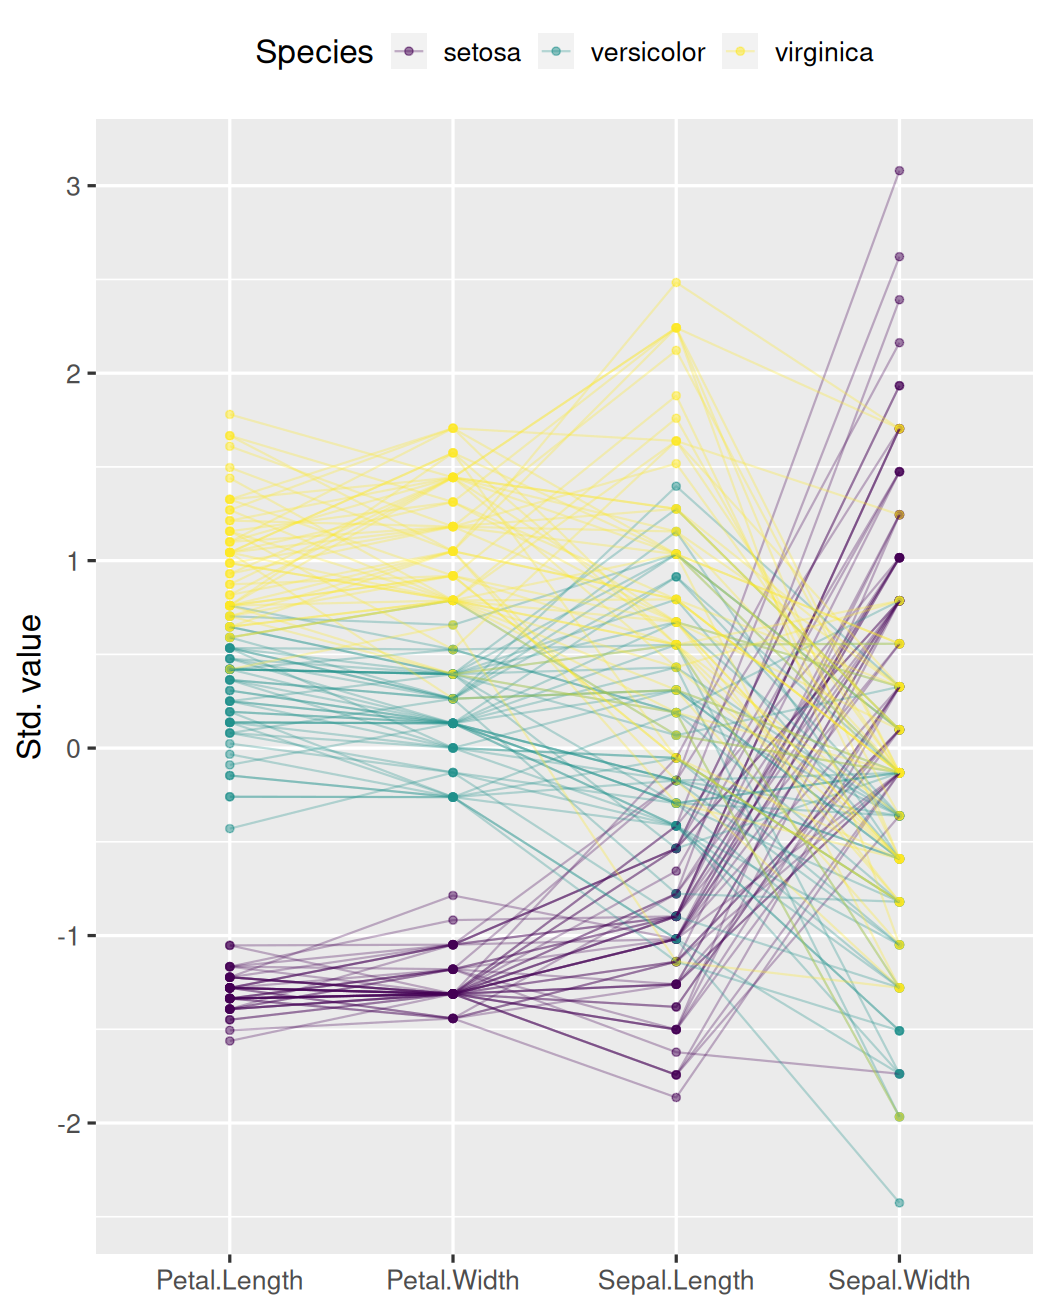 Species setosa versicolor virginica
Std. value
3
2
1
0
-1
-2
Petal.Length Petal.Width Sepal.Length Sepal.Width